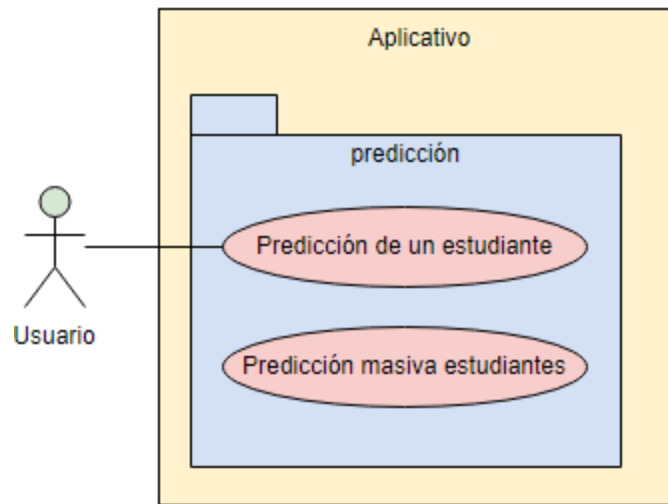 Aplicativo
predicción
Predicción de un estudiante
Usuario
Predicción masiva estudiantes